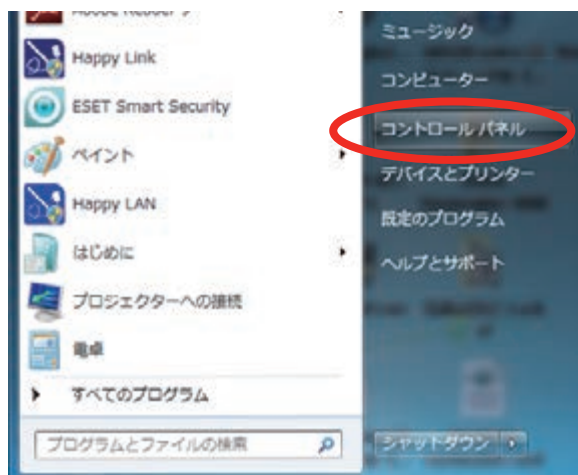 Happy Link
ESET Smart Security
ペイント
Happy LAN
はじめに
プロジェクターへの接続
電卓
すべてのプログラム
プログラムとファイルの検索
ミュージック
コンピューター
コントロール パネル
デバイスとプリンター
既定のプログラム
ヘルプとサポート
シャットダウン